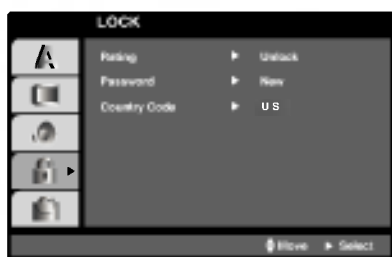 LOCK
Rating ► Unlock
Password ► New
Country Code ► US
Move ► Select